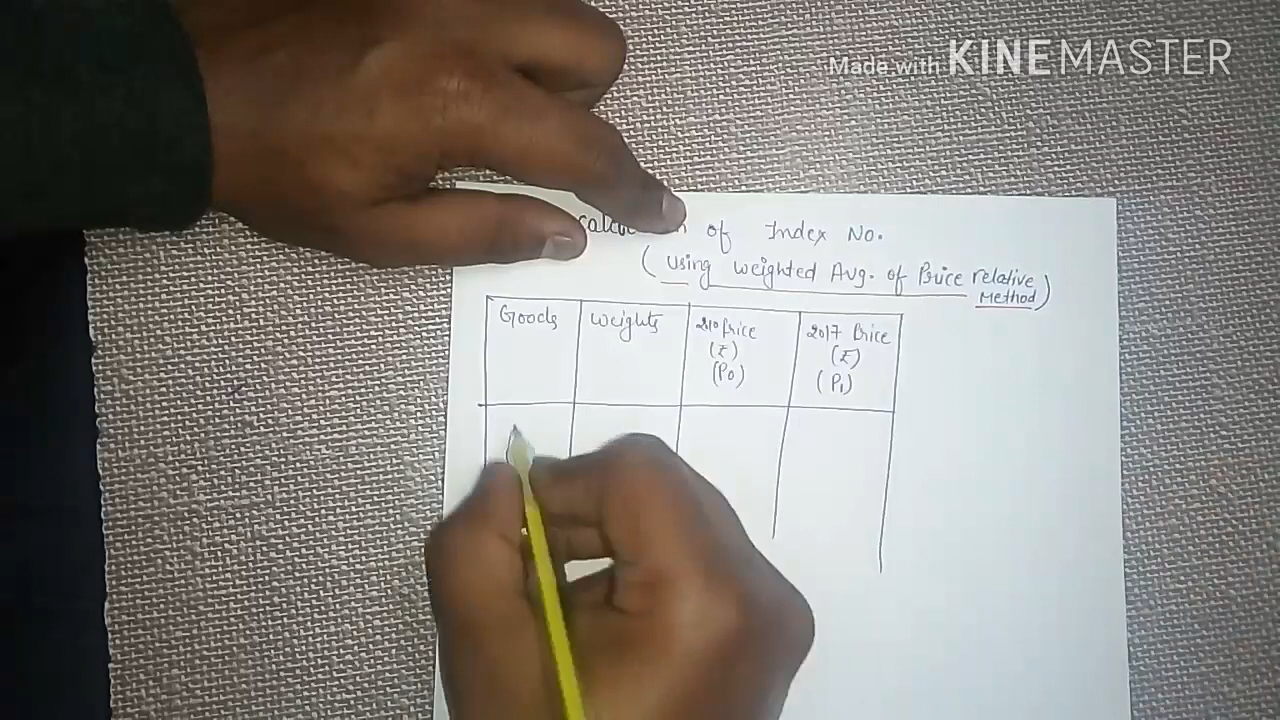 Made with KINEMASTER
of Index No.
(using weighted Avg. of Price relative
Method)
Goods
weights
210 Price
(₹)
(P0)
2017 Price
(₹)
(P1)